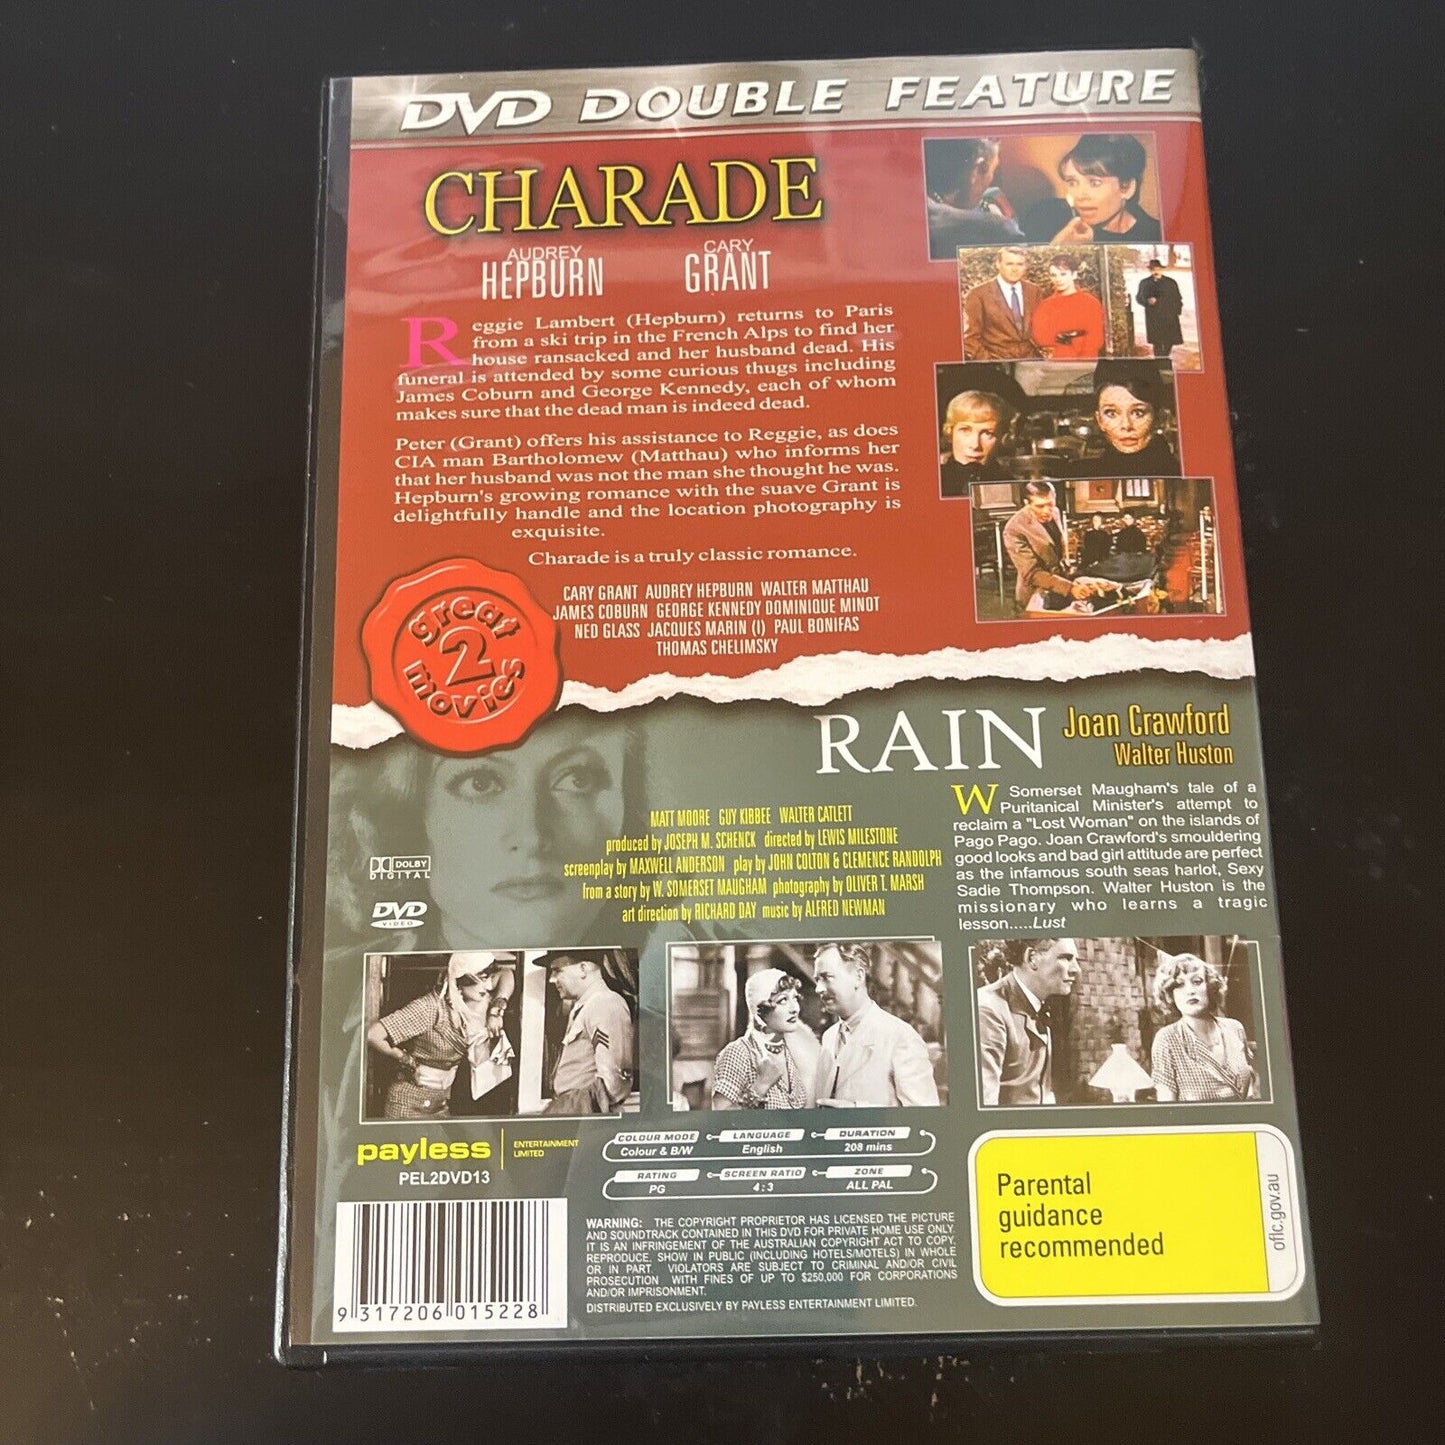 DVD DOUBLE FEATURE
CHARADE
AUDREY
HEPBURN
CARY
GRANT
Reggie Lambert (Hepburn) returns to Paris
from a ski trip in the French Alps to find her
house ransacked and her husband dead. His
funeral is attended by some curious thugs including
James Coburn and George Kennedy, each of whom
makes sure that the dead man is indeed dead.
Peter (Grant) offers his assistance to Reggie, as does
CIA man Bartholomew (Matthau) who informs her
that her husband was not the man she thought he was.
Hepburn's growing romance with the suave Grant is
delightfully handle and the location photography is
exquisite.
Charade is a truly classic romance.
CARY GRANT AUDREY HEPBURN WALTER MATTHAU
JAMES COBURN GEORGE KENNEDY DOMINIQUE MINOT
NED GLASS JACQUES MARIN (I) PAUL BONIFAS
THOMAS CHELIMSKY
great
2
movies
RAIN
Joan Crawford
Walter Huston
W Somerset Maugham's tale of a
Puritanical Minister's attempt to
reclaim a "Lost Woman" on the islands of
Pago Pago. Joan Crawford's smouldering
good looks and bad girl attitude are perfect
as the infamous south seas harlot, Sexy
Sadie Thompson. Walter Huston is the
missionary who learns a tragic
lesson.....Lust
MATT MOORE GUY KIBBEE WALTER CATLETT
produced by JOSEPH M. SCHENCK directed by LEWIS MILESTONE
screenplay by MAXWELL ANDERSON play by JOHN COLTON & CLEMENCE RANDOLPH
from a story by W. SOMERSET MAUGHAM photography by OLIVER T. MARSH
art direction by RICHARD DAY music by ALFRED NEWMAN
DOLBY
DIGITAL
DVD
VIDEO
payless
ENTERTAINMENT
LIMITED
PEL2DVD13
COLOUR MODE
Colour & B/W
LANGUAGE
English
DURATION
208 mins
RATING
PG
SCREEN RATIO
4:3
ZONE
ALL PAL
WARNING: THE COPYRIGHT PROPRIETOR HAS LICENSED THE PICTURE
AND SOUNDTRACK CONTAINED IN THIS DVD FOR PRIVATE HOME USE ONLY.
IT IS AN INFRINGEMENT OF THE AUSTRALIAN COPYRIGHT ACT TO COPY,
REPRODUCE, SHOW IN PUBLIC (INCLUDING HOTELS/MOTELS) IN WHOLE
OR IN PART. VIOLATORS ARE SUBJECT TO CRIMINAL AND/OR CIVIL
PROSECUTION WITH FINES OF UP TO $250,000 FOR CORPORATIONS
AND/OR IMPRISONMENT.
DISTRIBUTED EXCLUSIVELY BY PAYLESS ENTERTAINMENT LIMITED.
Parental
guidance
recommended
oflc.gov.au
9 317206 015228